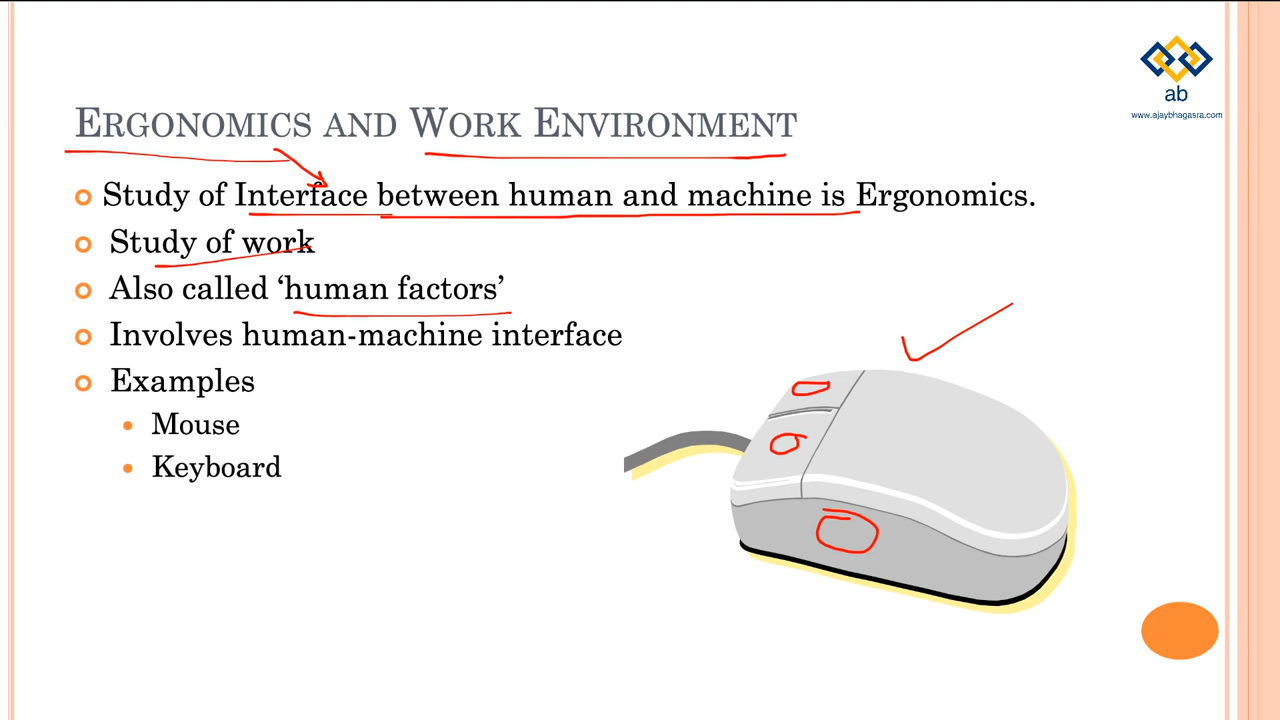 ab
www.ajaybhagasra.com
ERGONOMICS AND WORK ENVIRONMENT
Study of Interface between human and machine is Ergonomics.
Study of work
Also called ‘human factors’
Involves human-machine interface
Examples
Mouse
Keyboard